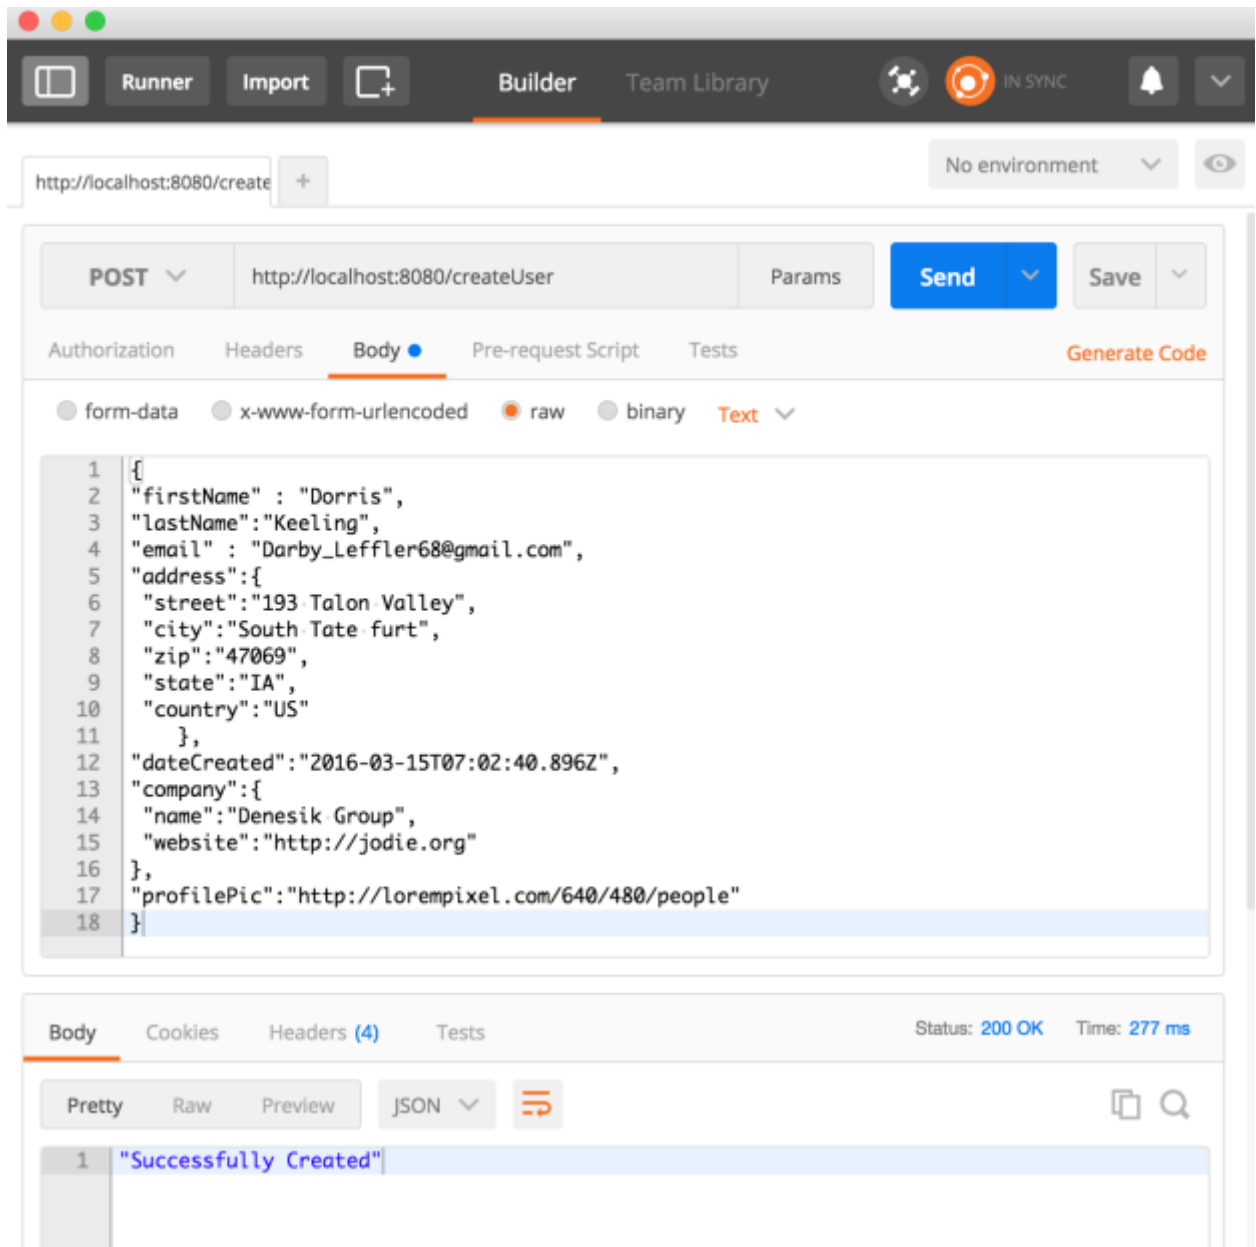 Runner Import Builder Team Library IN SYNC
http://localhost:8080/create + No environment
POST http://localhost:8080/createUser Params Send Save
Authorization Headers Body Pre-request Script Tests Generate Code
form-data x-www-form-urlencoded raw binary Text
1 {
2 "firstName" : "Dorris",
3 "lastName":"Keeling",
4 "email" : "Darby_Leffler68@gmail.com",
5 "address":{
6 "street":"193 Talon Valley",
7 "city":"South Tate furt",
8 "zip":"47069",
9 "state":"IA",
10 "country":"US"
11 },
12 "dateCreated":"2016-03-15T07:02:40.896Z",
13 "company":{
14 "name":"Denesik Group",
15 "website":"http://jodie.org"
16 },
17 "profilePic":"http://lorempixel.com/640/480/people"
18 }
Body Cookies Headers (4) Tests Status: 200 OK Time: 277 ms
Pretty Raw Preview JSON
1 "Successfully Created"